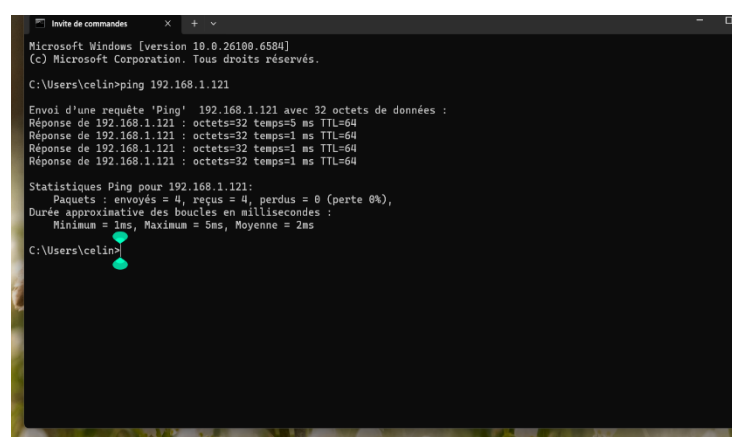 Invite de commandes
Microsoft Windows [version 10.0.26100.6584]
(c) Microsoft Corporation. Tous droits réservés.
C:\Users\celin>ping 192.168.1.121
Envoi d'une requête 'Ping'  192.168.1.121 avec 32 octets de données :
Réponse de 192.168.1.121 : octets=32 temps=5 ms TTL=64
Réponse de 192.168.1.121 : octets=32 temps=1 ms TTL=64
Réponse de 192.168.1.121 : octets=32 temps=1 ms TTL=64
Réponse de 192.168.1.121 : octets=32 temps=1 ms TTL=64
Statistiques Ping pour 192.168.1.121:
    Paquets : envoyés = 4, reçus = 4, perdus = 0 (perte 0%),
Durée approximative des boucles en millisecondes :
    Minimum = 1ms, Maximum = 5ms, Moyenne = 2ms
C:\Users\celin>